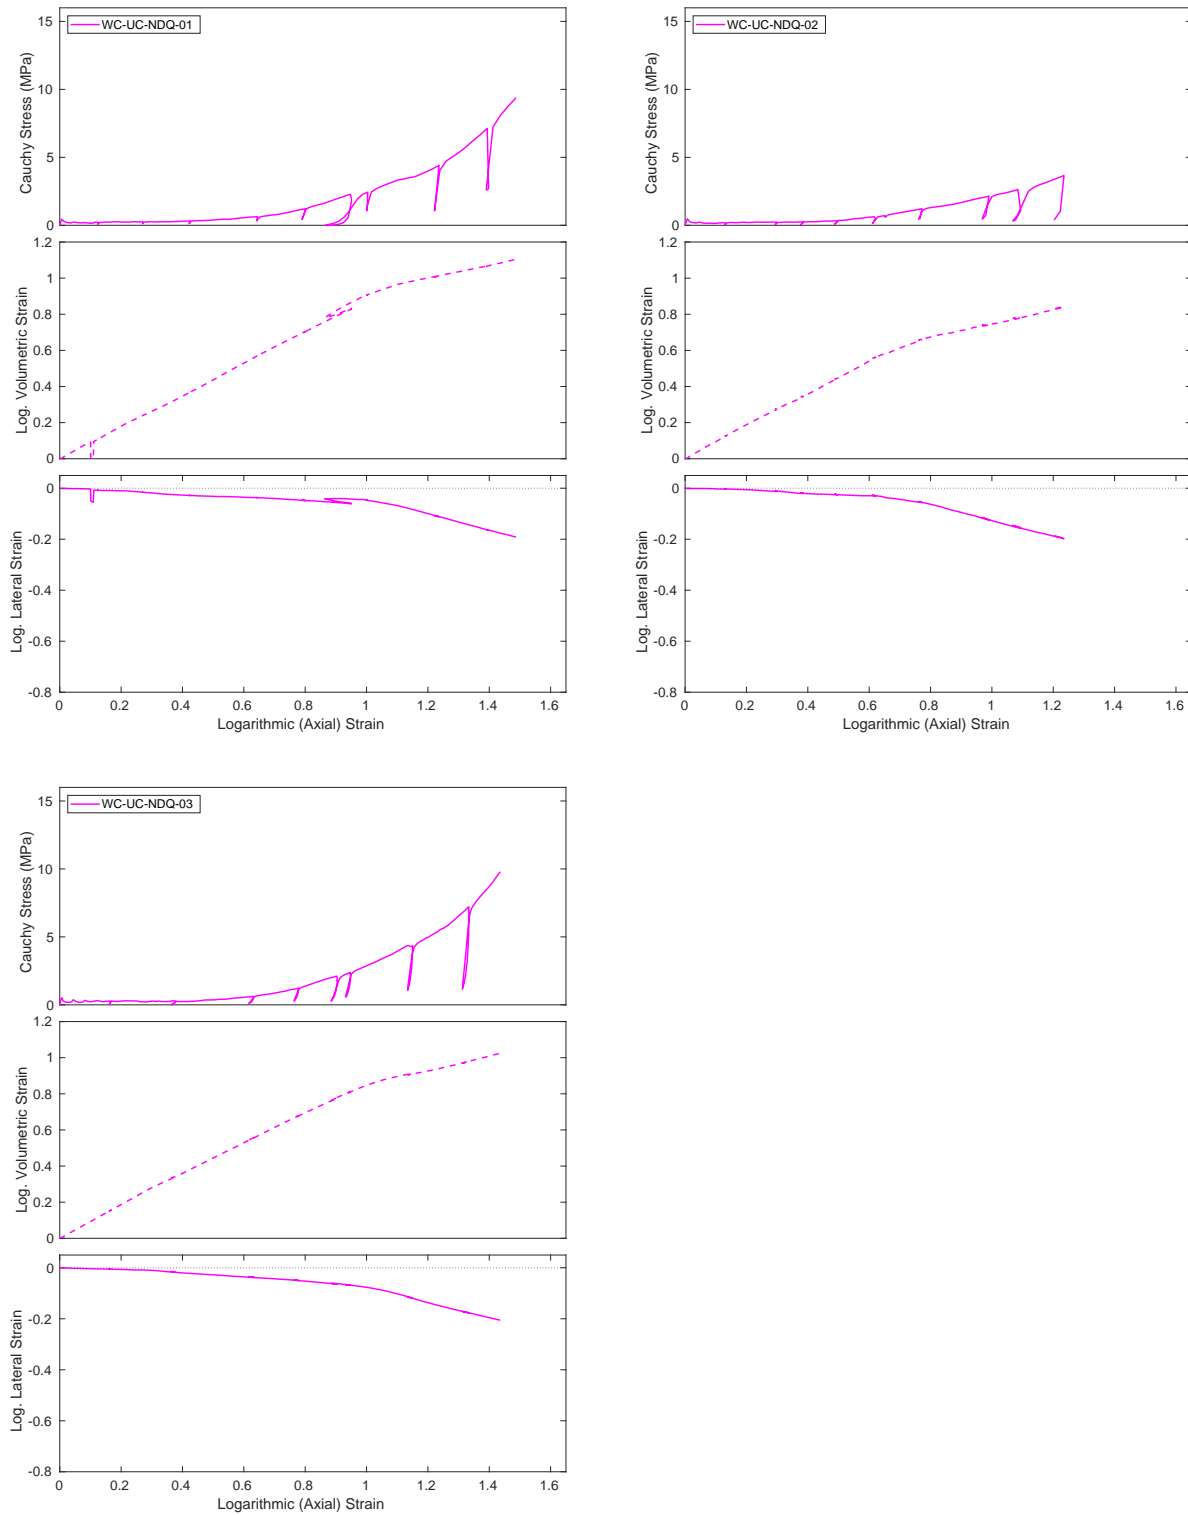 WC-UC-NDQ-01
Cauchy Stress (MPa)
15
10
5
0
Log. Volumetric Strain
1.2
1
0.8
0.6
0.4
0.2
0
Log. Lateral Strain
0
-0.2
-0.4
-0.6
-0.8
0 0.2 0.4 0.6 0.8 1 1.2 1.4 1.6
Logarithmic (Axial) Strain
WC-UC-NDQ-02
Cauchy Stress (MPa)
15
10
5
0
Log. Volumetric Strain
1.2
1
0.8
0.6
0.4
0.2
0
Log. Lateral Strain
0
-0.2
-0.4
-0.6
-0.8
0 0.2 0.4 0.6 0.8 1 1.2 1.4 1.6
Logarithmic (Axial) Strain
WC-UC-NDQ-03
Cauchy Stress (MPa)
15
10
5
0
Log. Volumetric Strain
1.2
1
0.8
0.6
0.4
0.2
0
Log. Lateral Strain
0
-0.2
-0.4
-0.6
-0.8
0 0.2 0.4 0.6 0.8 1 1.2 1.4 1.6
Logarithmic (Axial) Strain